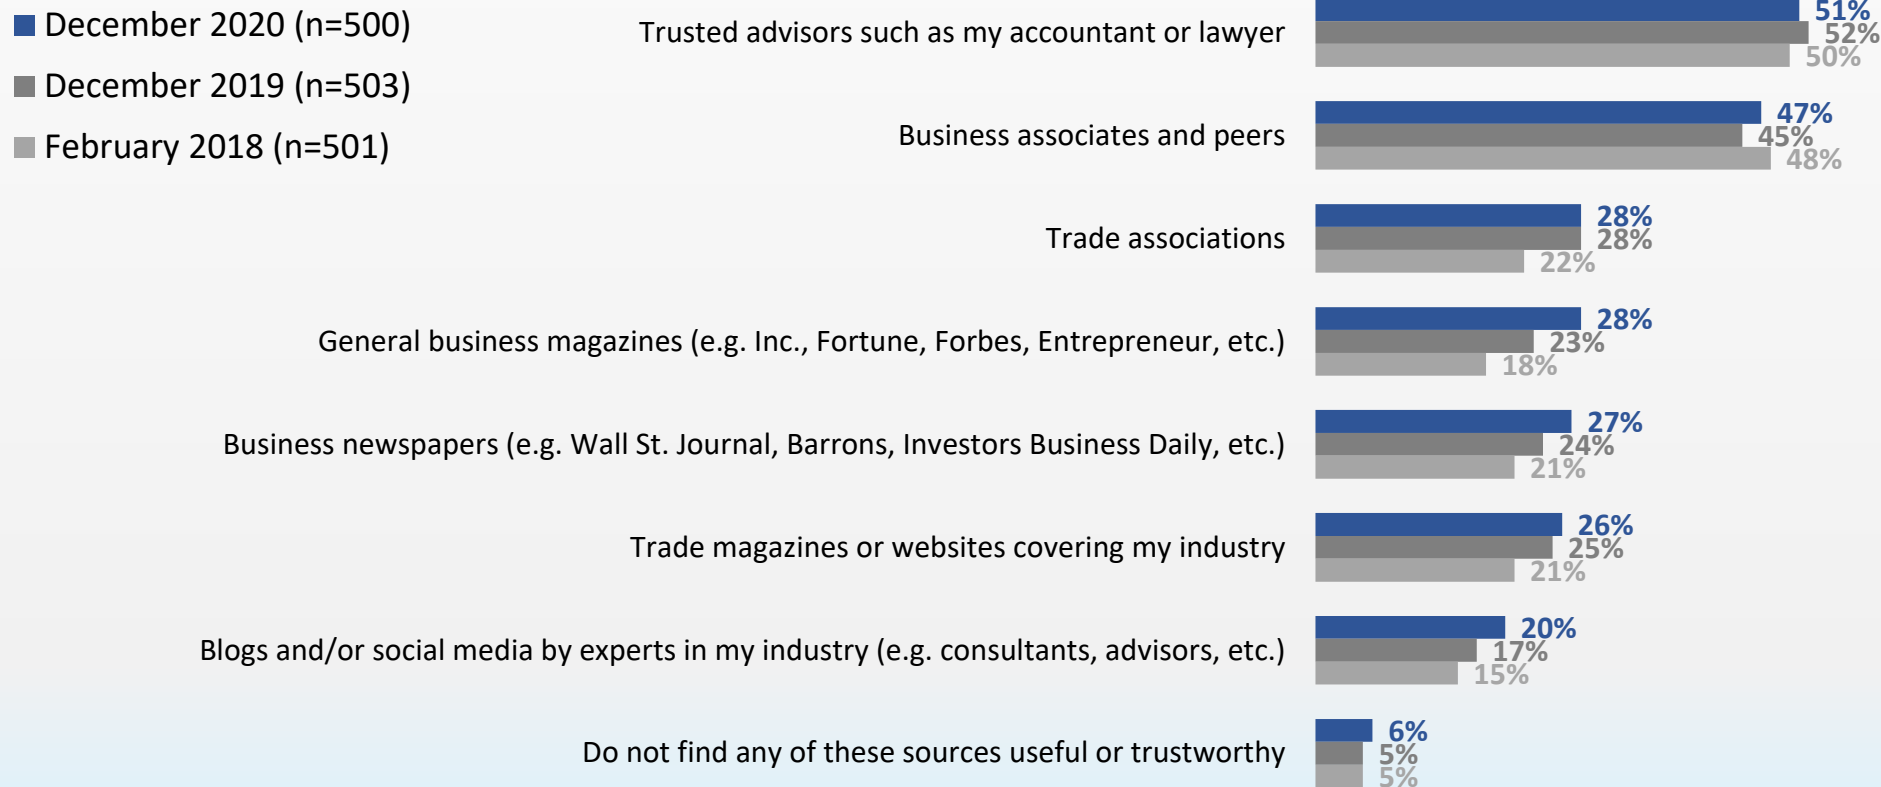 December 2020 (n=500)
December 2019 (n=503)
February 2018 (n=501)
Trusted advisors such as my accountant or lawyer
51%
52%
50%
Business associates and peers
47%
45%
48%
Trade associations
28%
28%
22%
General business magazines (e.g. Inc., Fortune, Forbes, Entrepreneur, etc.)
28%
23%
18%
Business newspapers (e.g. Wall St. Journal, Barrons, Investors Business Daily, etc.)
27%
24%
21%
Trade magazines or websites covering my industry
26%
25%
21%
Blogs and/or social media by experts in my industry (e.g. consultants, advisors, etc.)
20%
17%
15%
Do not find any of these sources useful or trustworthy
6%
5%
5%